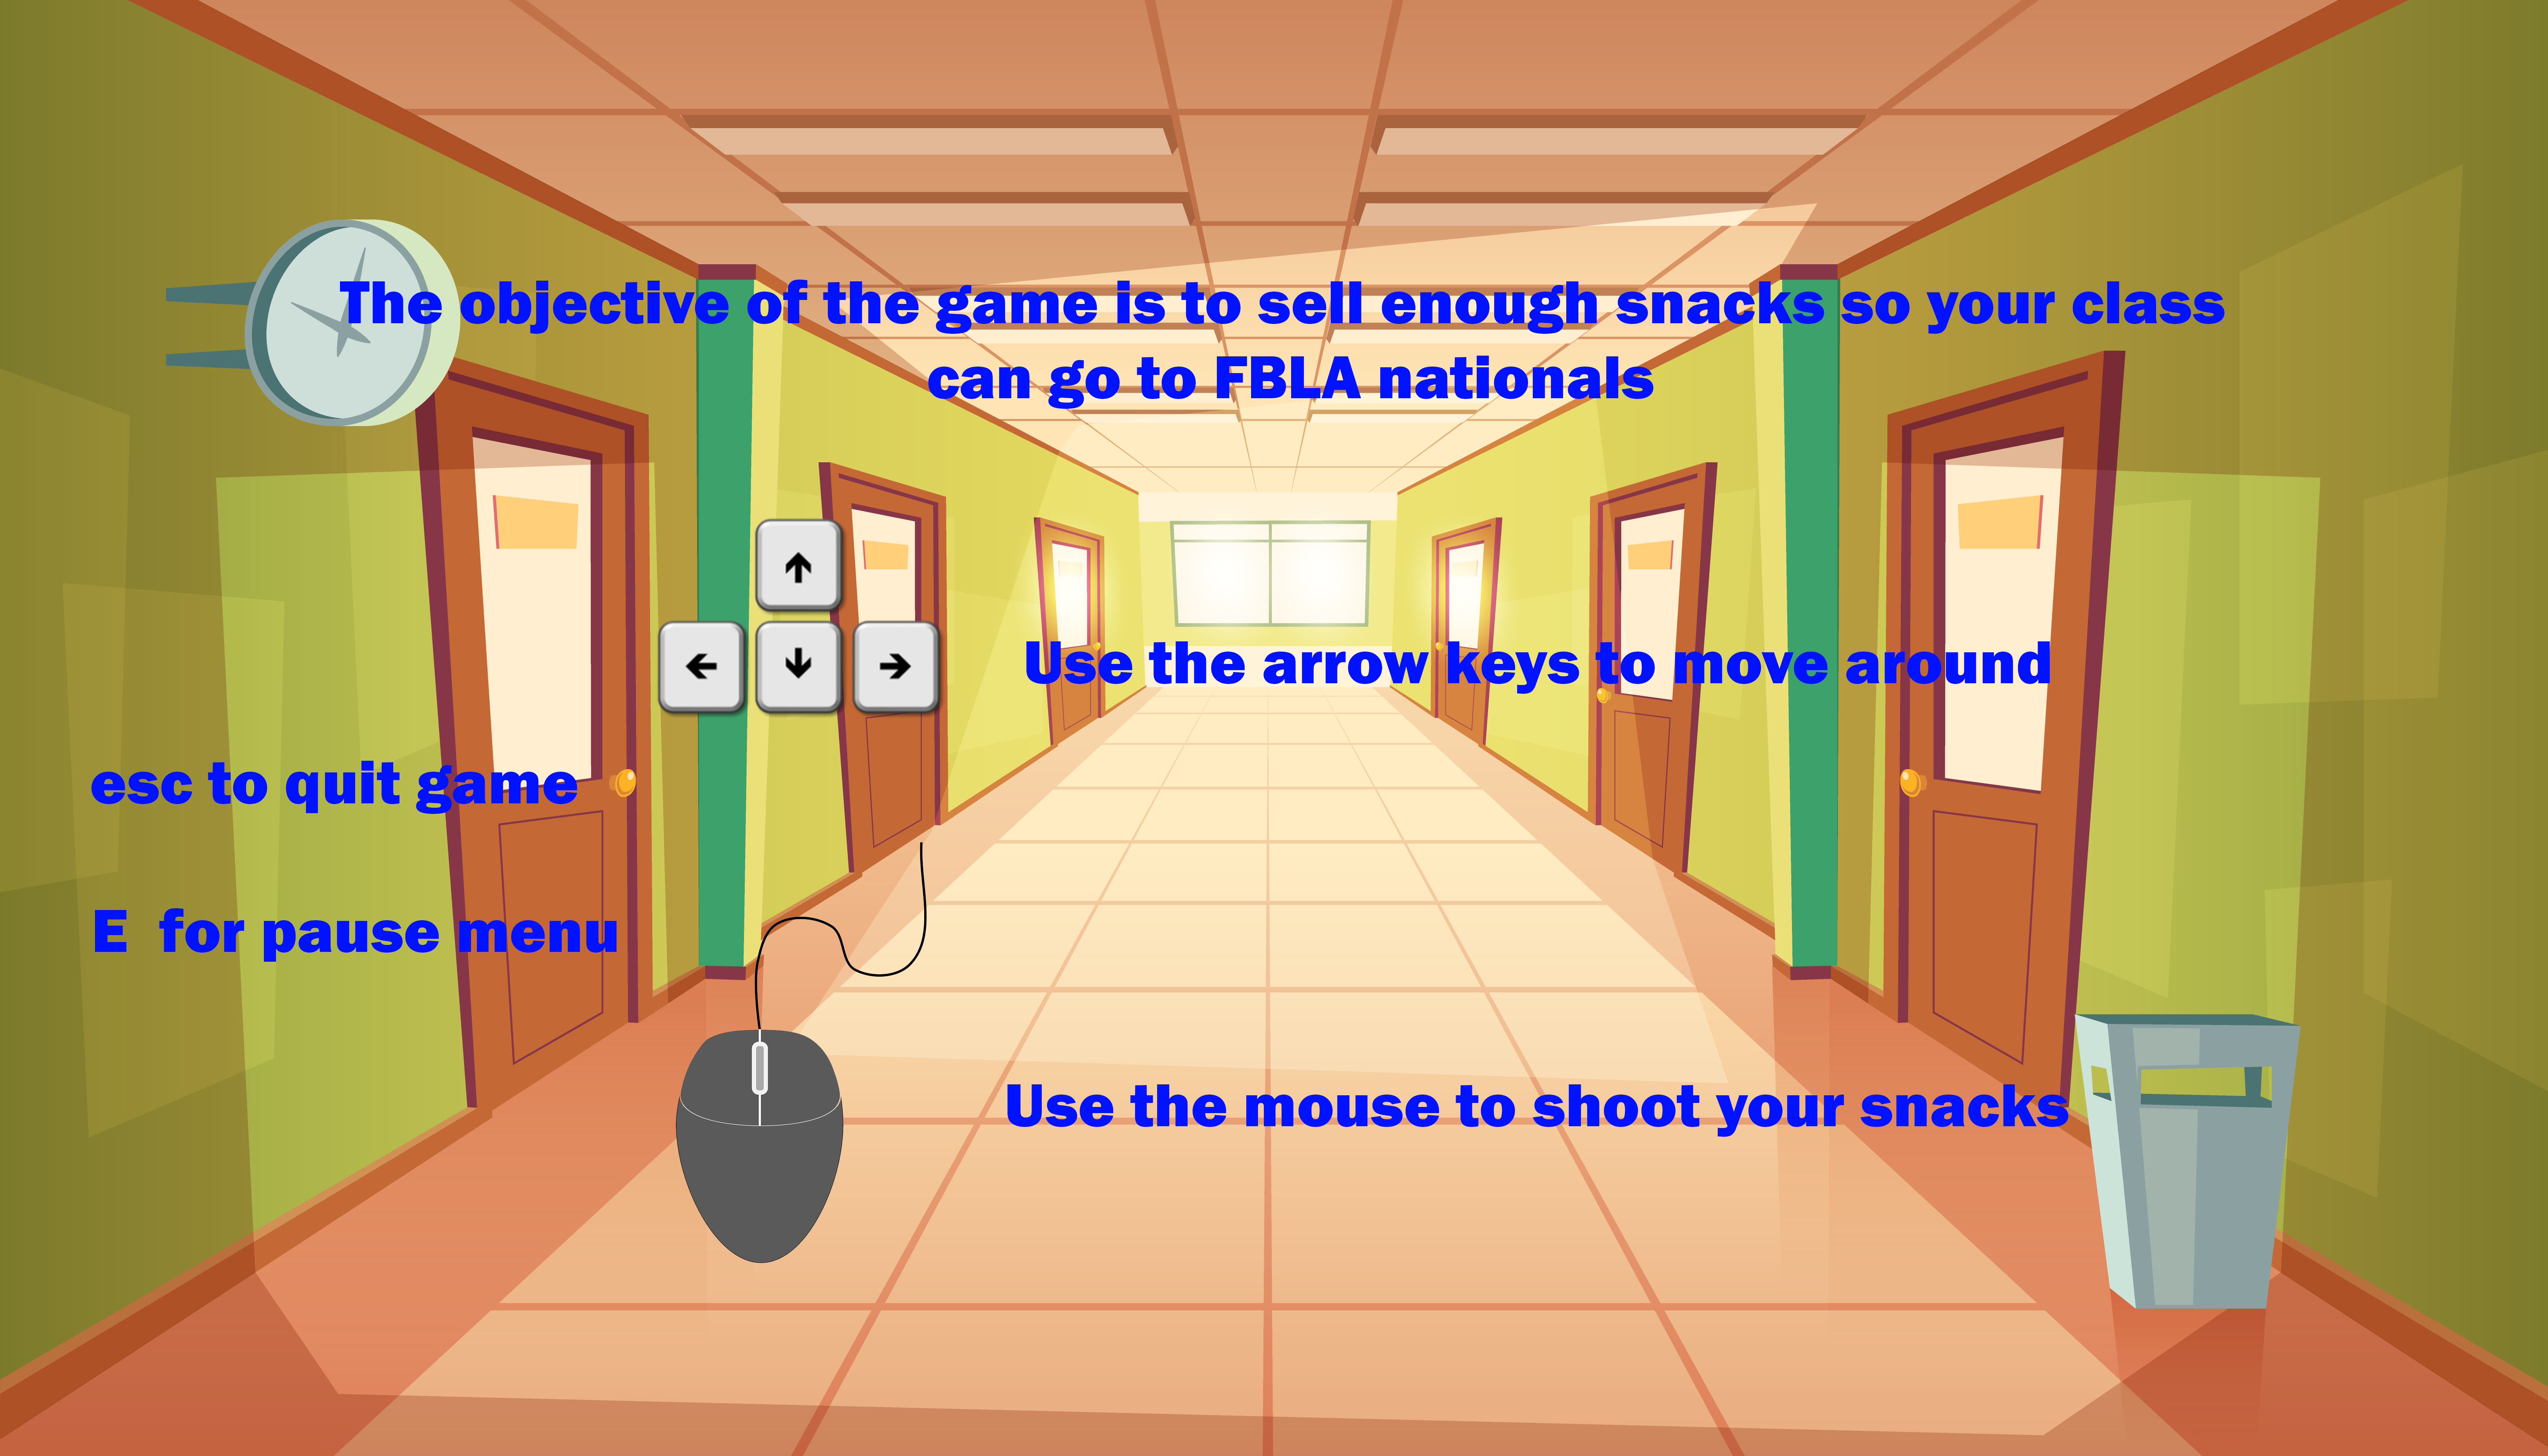 The objective of the game is to sell enough snacks so your class
can go to FBLA nationals
Use the arrow keys to move around
esc to quit game
E  for pause menu
Use the mouse to shoot your snacks